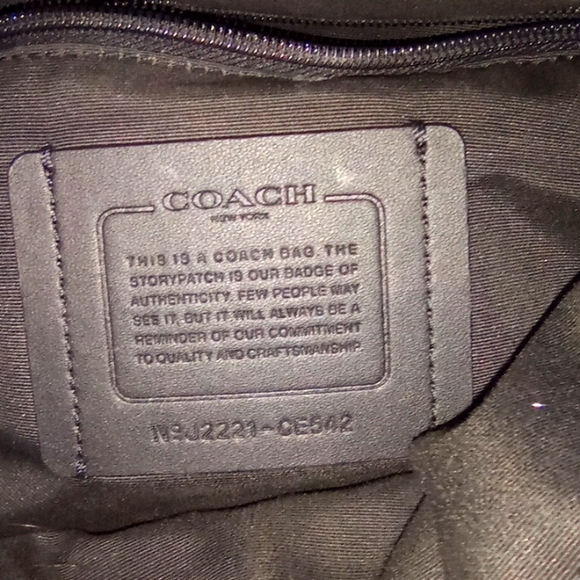 COACH
NEW YORK
THIS IS A COACH BAG. THE
STORYPATCH IS OUR BADGE OF
AUTHENTICITY. FEW PEOPLE MAY
SEE IT, BUT IT WILL ALWAYS BE A
REMINDER OF OUR COMMITMENT
TO QUALITY AND CRAFTSMANSHIP.
NºJ2221-CE542